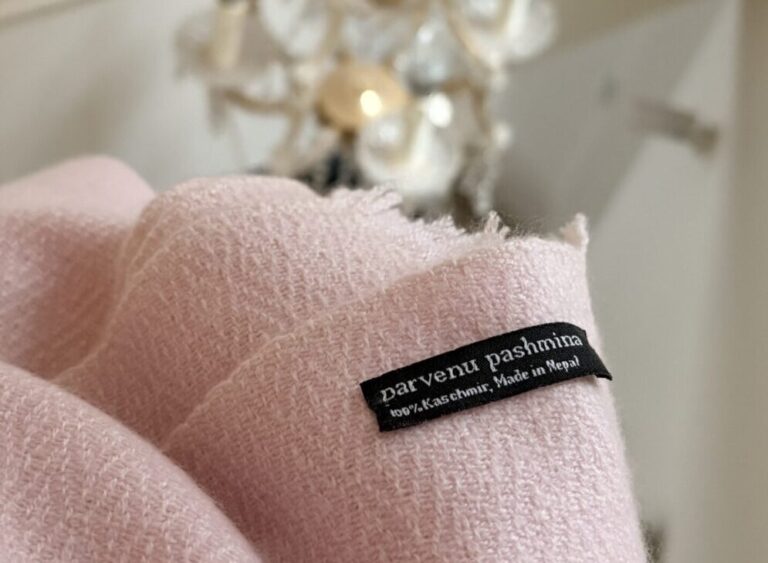 parvenu pashmina
100% Kaschmir, Made in Nepal